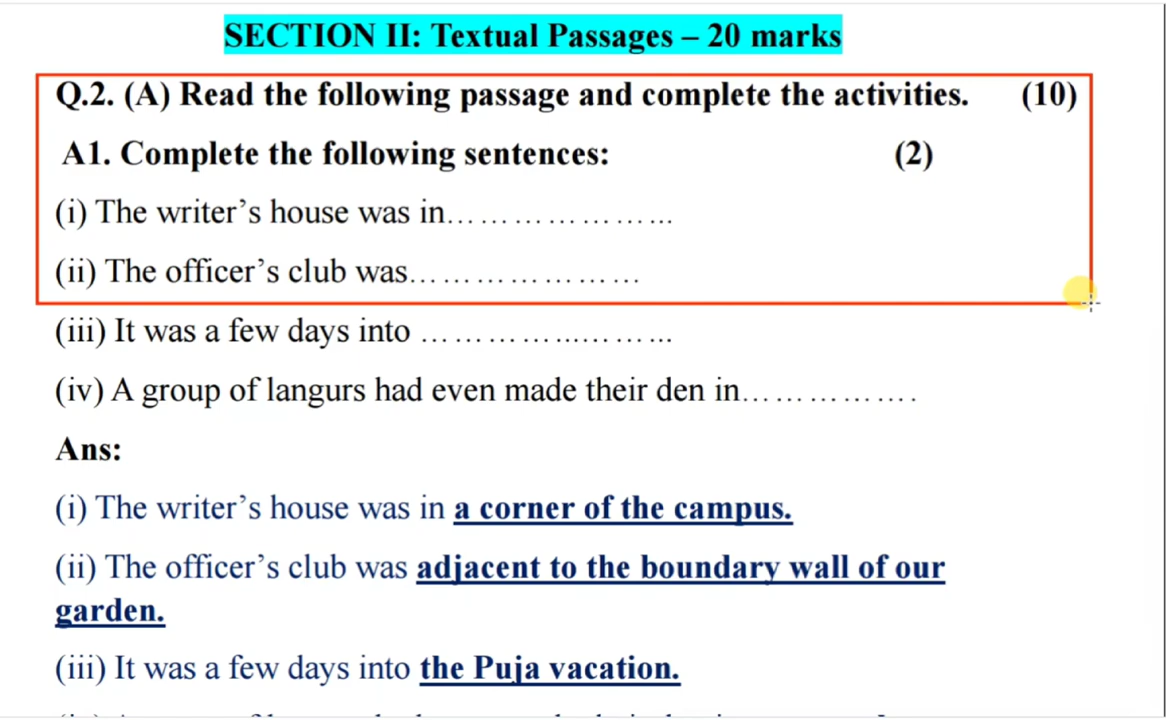 SECTION II: Textual Passages – 20 marks
Q.2. (A) Read the following passage and complete the activities. (10)
A1. Complete the following sentences: (2)
(i) The writer’s house was in…………………...
(ii) The officer’s club was…………………
(iii) It was a few days into …………...………...
(iv) A group of langurs had even made their den in…………….
Ans:
(i) The writer’s house was in a corner of the campus.
(ii) The officer’s club was adjacent to the boundary wall of our
garden.
(iii) It was a few days into the Puja vacation.